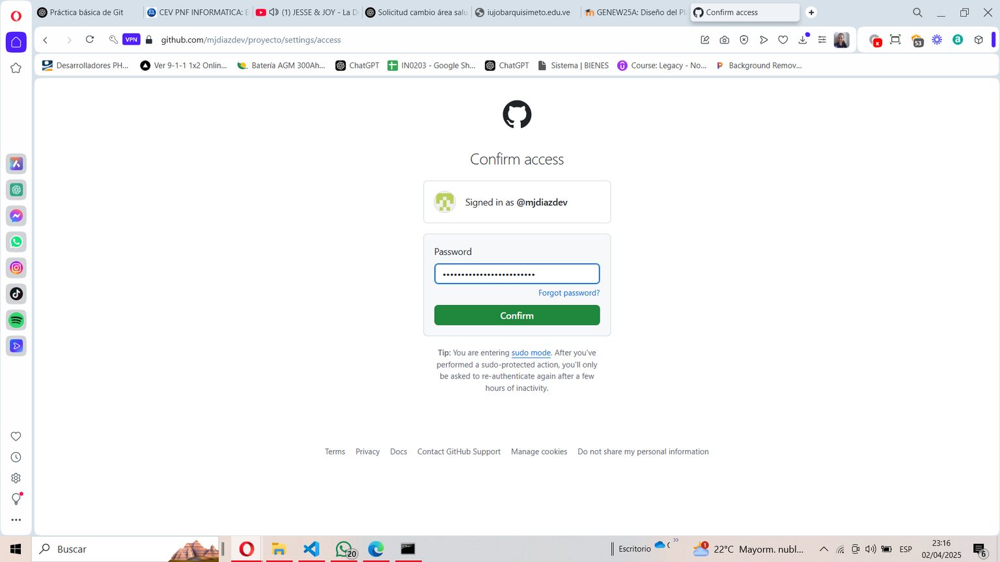 Práctica básica de Git
CEV PNF INFORMATICA: E
(1) JESSE & JOY - La D
Solicitud cambio área salu
iujobarquisimeto.edu.ve
GENEW25A: Diseño del Pl
Confirm access
VPN
github.com/mjdiazdev/proyecto/settings/access
x
53
a
Desarrolladores PH...
Ver 9-1-1 1x2 Onlin...
Batería AGM 300Ah...
ChatGPT
IN0203 - Google Sh...
ChatGPT
Sistema | BIENES
Course: Legacy - No...
Background Remov...
Confirm access
Signed in as @mjdiazdev
Password
•••••••••••••••••••••••••
Forgot password?
Confirm
Tip: You are entering sudo mode. After you've
performed a sudo-protected action, you'll only
be asked to re-authenticate again after a few
hours of inactivity.
Terms
Privacy
Docs
Contact GitHub Support
Manage cookies
Do not share my personal information
Buscar
20
Escritorio
1
22°C Mayorm. nubl...
ESP
23:16
02/04/2025
6